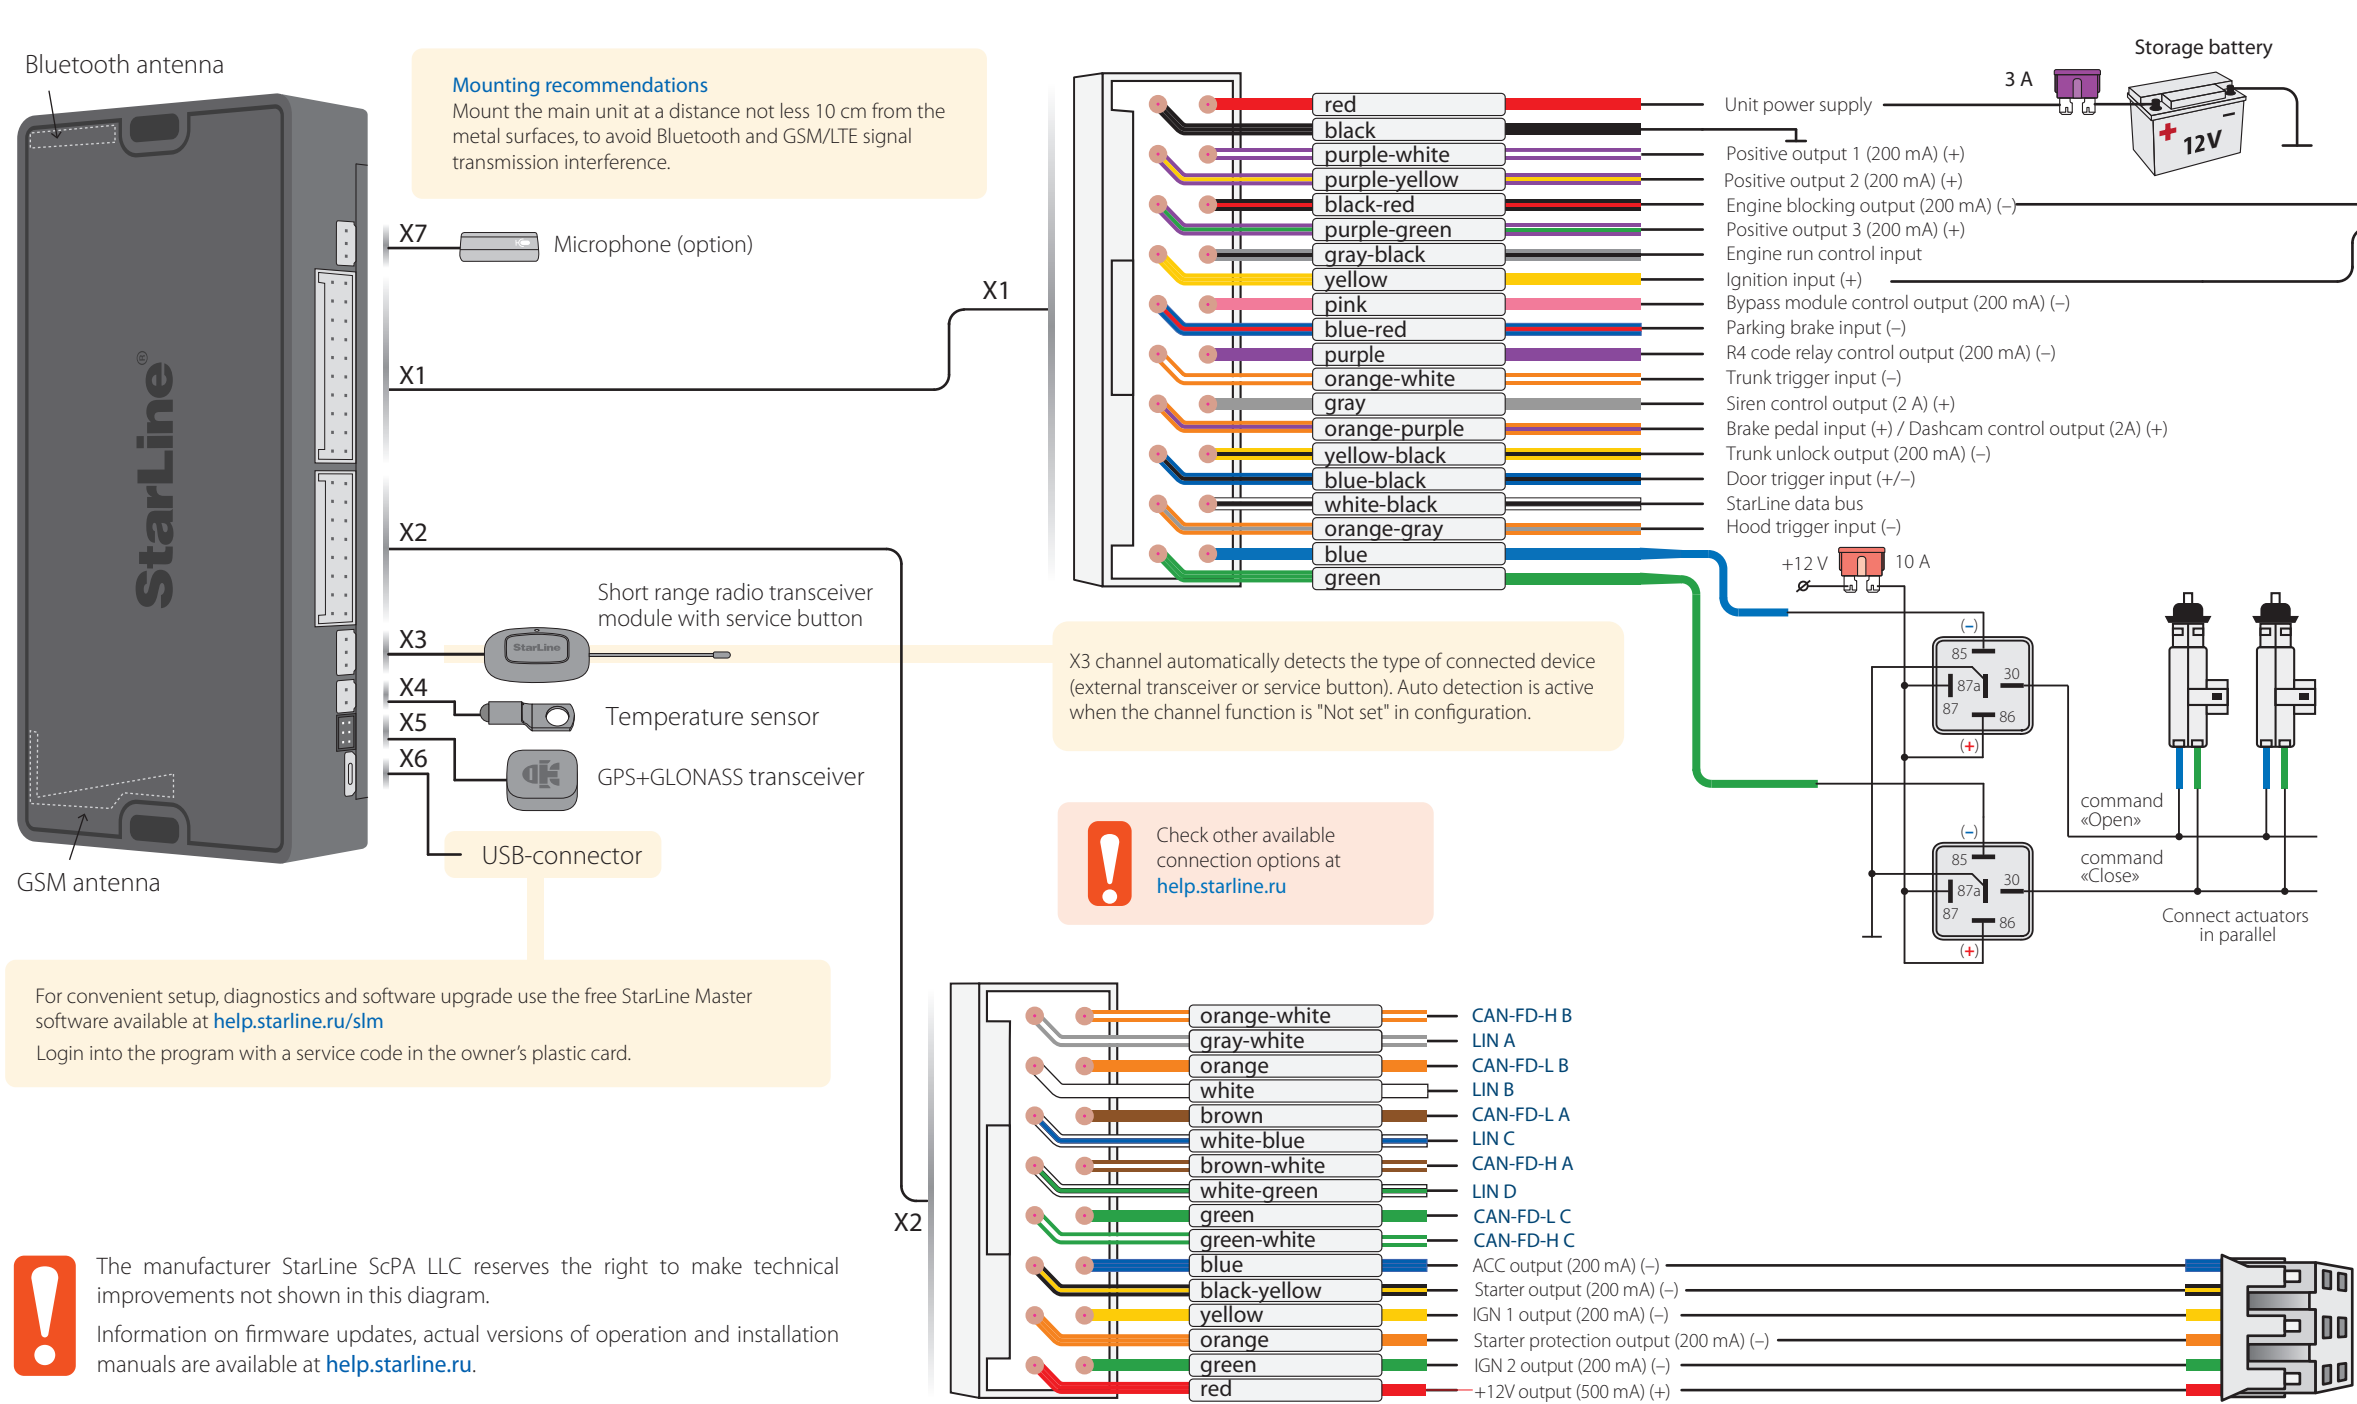 Bluetooth antenna
StarLine®
GSM antenna
Mounting recommendations
Mount the main unit at a distance not less 10 cm from the
metal surfaces, to avoid Bluetooth and GSM/LTE signal
transmission interference.
X7
Microphone (option)
X1
X1
X2
X3
Short range radio transceiver
module with service button
StarLine
X4
Temperature sensor
X5
GPS+GLONASS transceiver
X6
USB-connector
For convenient setup, diagnostics and software upgrade use the free StarLine Master
software available at help.starline.ru/slm
Login into the program with a service code in the owner's plastic card.
The manufacturer StarLine ScPA LLC reserves the right to make technical
improvements not shown in this diagram.
Information on firmware updates, actual versions of operation and installation
manuals are available at help.starline.ru.
red Unit power supply
3 A
Storage battery
+ – 12V
black
purple-white Positive output 1 (200 mA) (+)
purple-yellow Positive output 2 (200 mA) (+)
black-red Engine blocking output (200 mA) (–)
purple-green Positive output 3 (200 mA) (+)
gray-black Engine run control input
yellow Ignition input (+)
pink Bypass module control output (200 mA) (–)
blue-red Parking brake input (–)
purple R4 code relay control output (200 mA) (–)
orange-white Trunk trigger input (–)
gray Siren control output (2 A) (+)
orange-purple Brake pedal input (+) / Dashcam control output (2A) (+)
yellow-black Trunk unlock output (200 mA) (–)
blue-black Door trigger input (+/–)
white-black StarLine data bus
orange-gray Hood trigger input (–)
blue
green
+12 V 10 A
(–)
85
30
87a
87
86
(+)
command
«Open»
(–)
85
30
87a
87
86
(+)
command
«Close»
Connect actuators
in parallel
X3 channel automatically detects the type of connected device
(external transceiver or service button). Auto detection is active
when the channel function is "Not set" in configuration.
Check other available
connection options at
help.starline.ru
X2
orange-white CAN-FD-H B
gray-white LIN A
orange CAN-FD-L B
white LIN B
brown CAN-FD-L A
white-blue LIN C
brown-white CAN-FD-H A
white-green LIN D
green CAN-FD-L C
green-white CAN-FD-H C
blue ACC output (200 mA) (–)
black-yellow Starter output (200 mA) (–)
yellow IGN 1 output (200 mA) (–)
orange Starter protection output (200 mA) (–)
green IGN 2 output (200 mA) (–)
red +12V output (500 mA) (+)